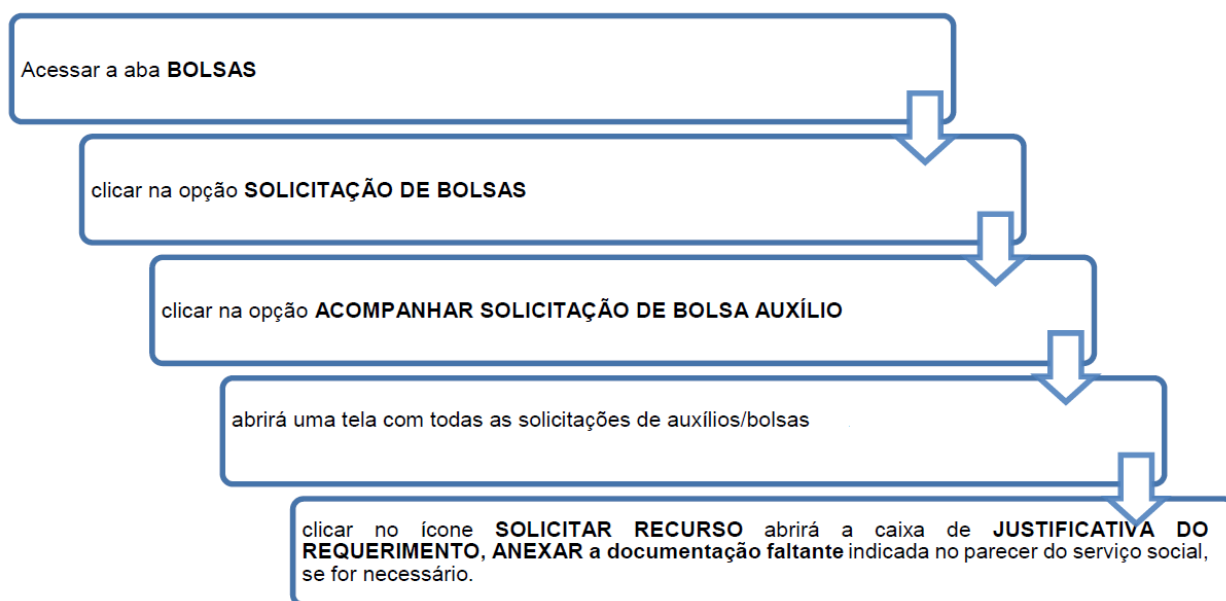 Acessar a aba BOLSAS
clicar na opção SOLICITAÇÃO DE BOLSAS
clicar na opção ACOMPANHAR SOLICITAÇÃO DE BOLSA AUXÍLIO
abrirá uma tela com todas as solicitações de auxílios/bolsas
clicar no ícone SOLICITAR RECURSO abrirá a caixa de JUSTIFICATIVA DO
REQUERIMENTO, ANEXAR a documentação faltante indicada no parecer do serviço social,
se for necessário.